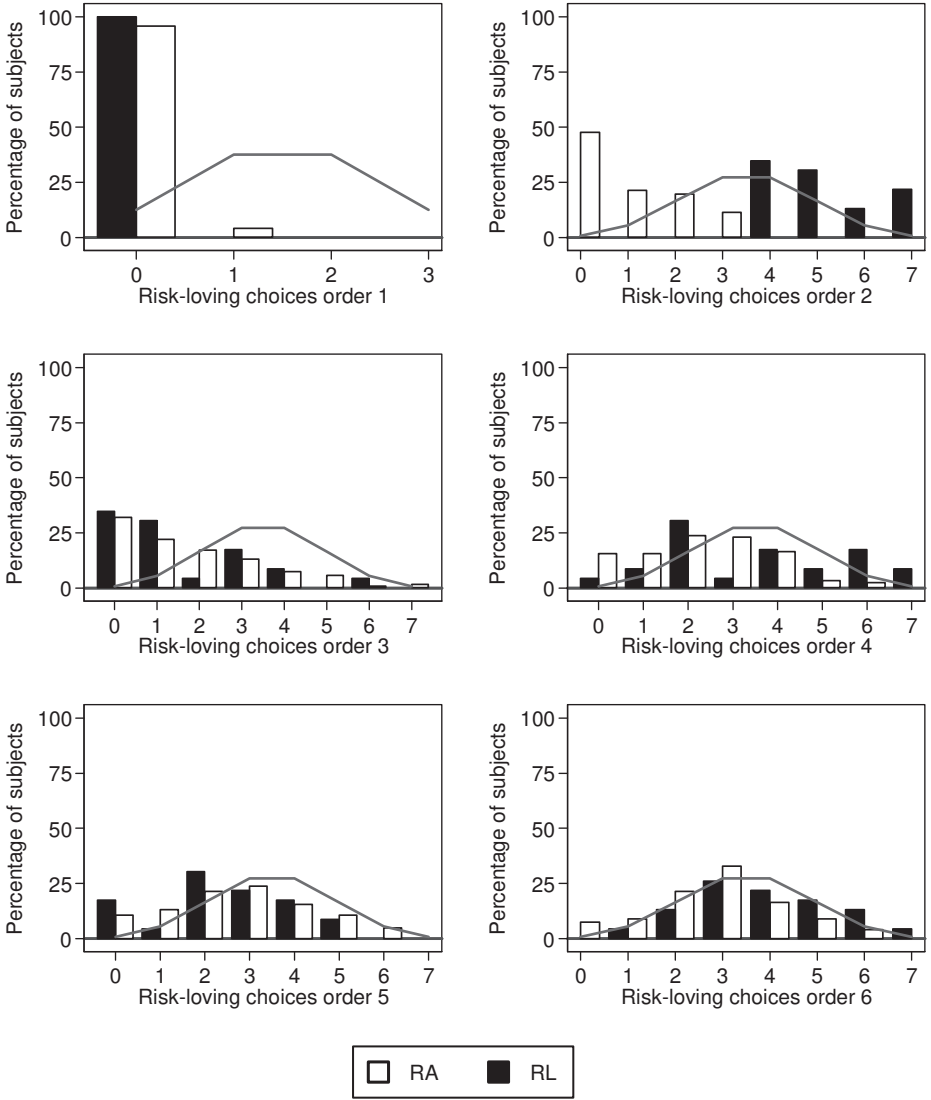 Percentage of subjects
100
75
50
25
0
0 1 2 3
Risk-loving choices order 1
Percentage of subjects
100
75
50
25
0
0 1 2 3 4 5 6 7
Risk-loving choices order 2
Percentage of subjects
100
75
50
25
0
0 1 2 3 4 5 6 7
Risk-loving choices order 3
Percentage of subjects
100
75
50
25
0
0 1 2 3 4 5 6 7
Risk-loving choices order 4
Percentage of subjects
100
75
50
25
0
0 1 2 3 4 5 6 7
Risk-loving choices order 5
Percentage of subjects
100
75
50
25
0
0 1 2 3 4 5 6 7
Risk-loving choices order 6
RA RL